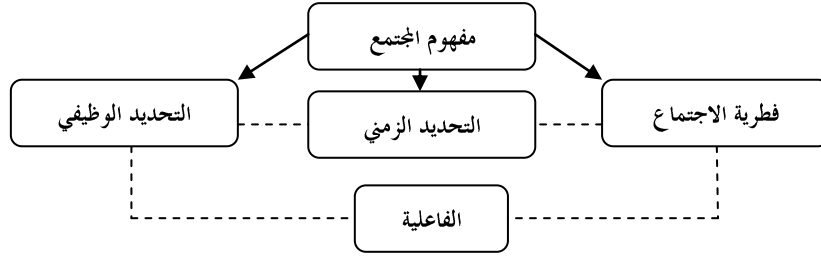 مفهوم المجتمع
فطرية الاجتماع
التحديد الزمني
التحديد الوظيفي
الفاعلية